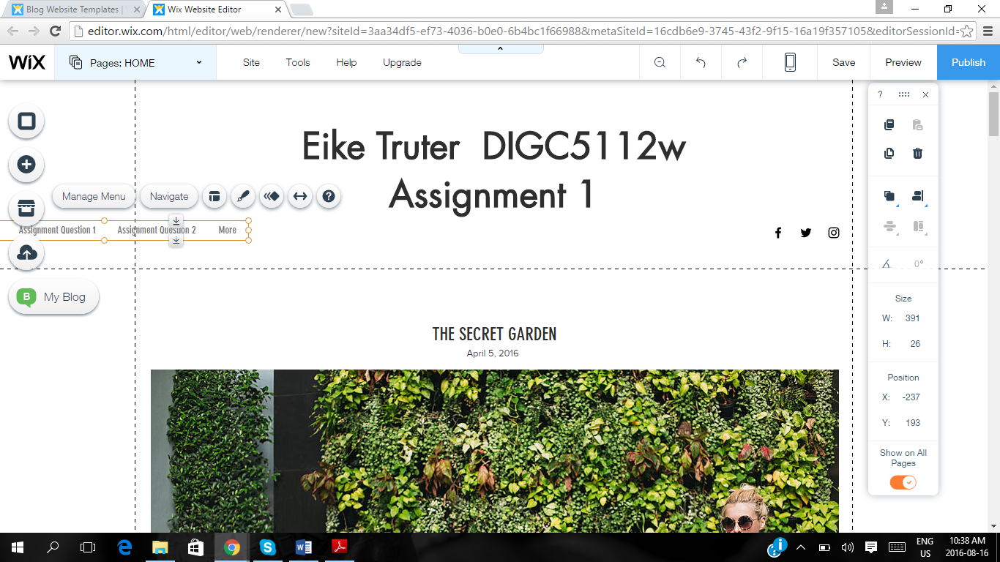 Blog Website Templates |
Wix Website Editor
editor.wix.com/html/editor/web/renderer/new?siteId=3aa34df5-ef73-4036-b0e0-6b4bc1f66988&metaSiteId=16cdb6e9-3745-43f2-9f15-16a19f357105&editorSessionId=
WiX Pages: HOME Site Tools Help Upgrade Save Preview Publish
?
Eike Truter DIGC5112w
Assignment 1
Manage Menu Navigate ?
Assignment Question 1 Assignment Question 2 More
0°
B My Blog
Size
W: 391
H: 26
THE SECRET GARDEN
April 5, 2016
Position
X: -237
Y: 193
Show on All
Pages
ENG
US
10:38 AM
2016-08-16